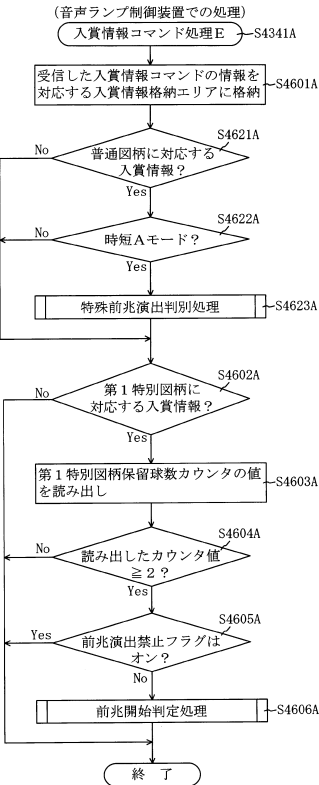 (音声ランプ制御装置での処理)
入賞情報コマンド処理E
S4341A
受信した入賞情報コマンドの情報を
対応する入賞情報格納エリアに格納
S4601A
S4621A
普通図柄に対応する
入賞情報?
No
Yes
S4622A
時短Aモード?
No
Yes
特殊前兆演出判別処理
S4623A
S4602A
第1特別図柄に
対応する入賞情報?
No
Yes
第1特別図柄保留球数カウンタの値
を読み出し
S4603A
S4604A
読み出したカウンタ値
≧2?
No
Yes
S4605A
前兆演出禁止フラグは
オン?
Yes
No
前兆開始判定処理
S4606A
終 了